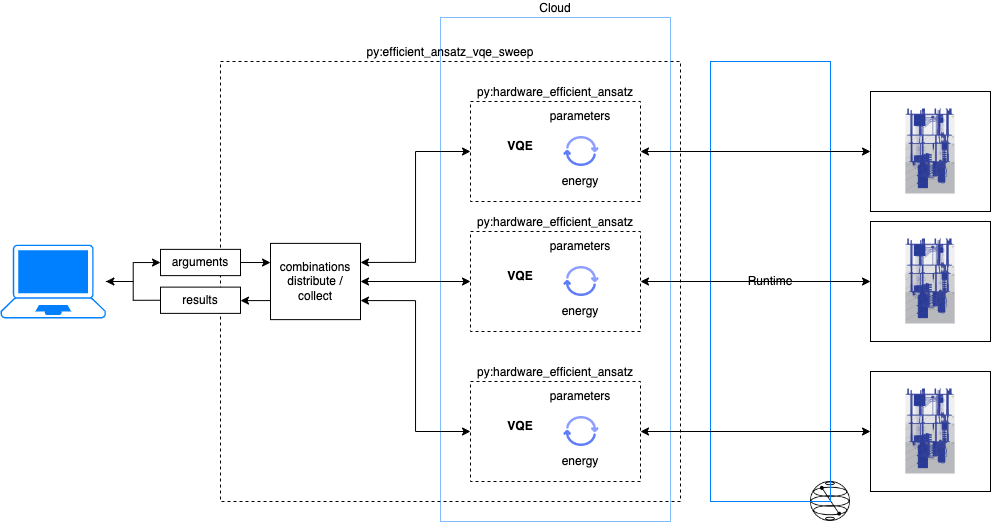 Cloud
py:efficient_ansatz_vqe_sweep
py:hardware_efficient_ansatz
parameters
VQE
energy
py:hardware_efficient_ansatz
parameters
VQE
energy
arguments
results
combinations
distribute /
collect
Runtime
py:hardware_efficient_ansatz
parameters
VQE
energy